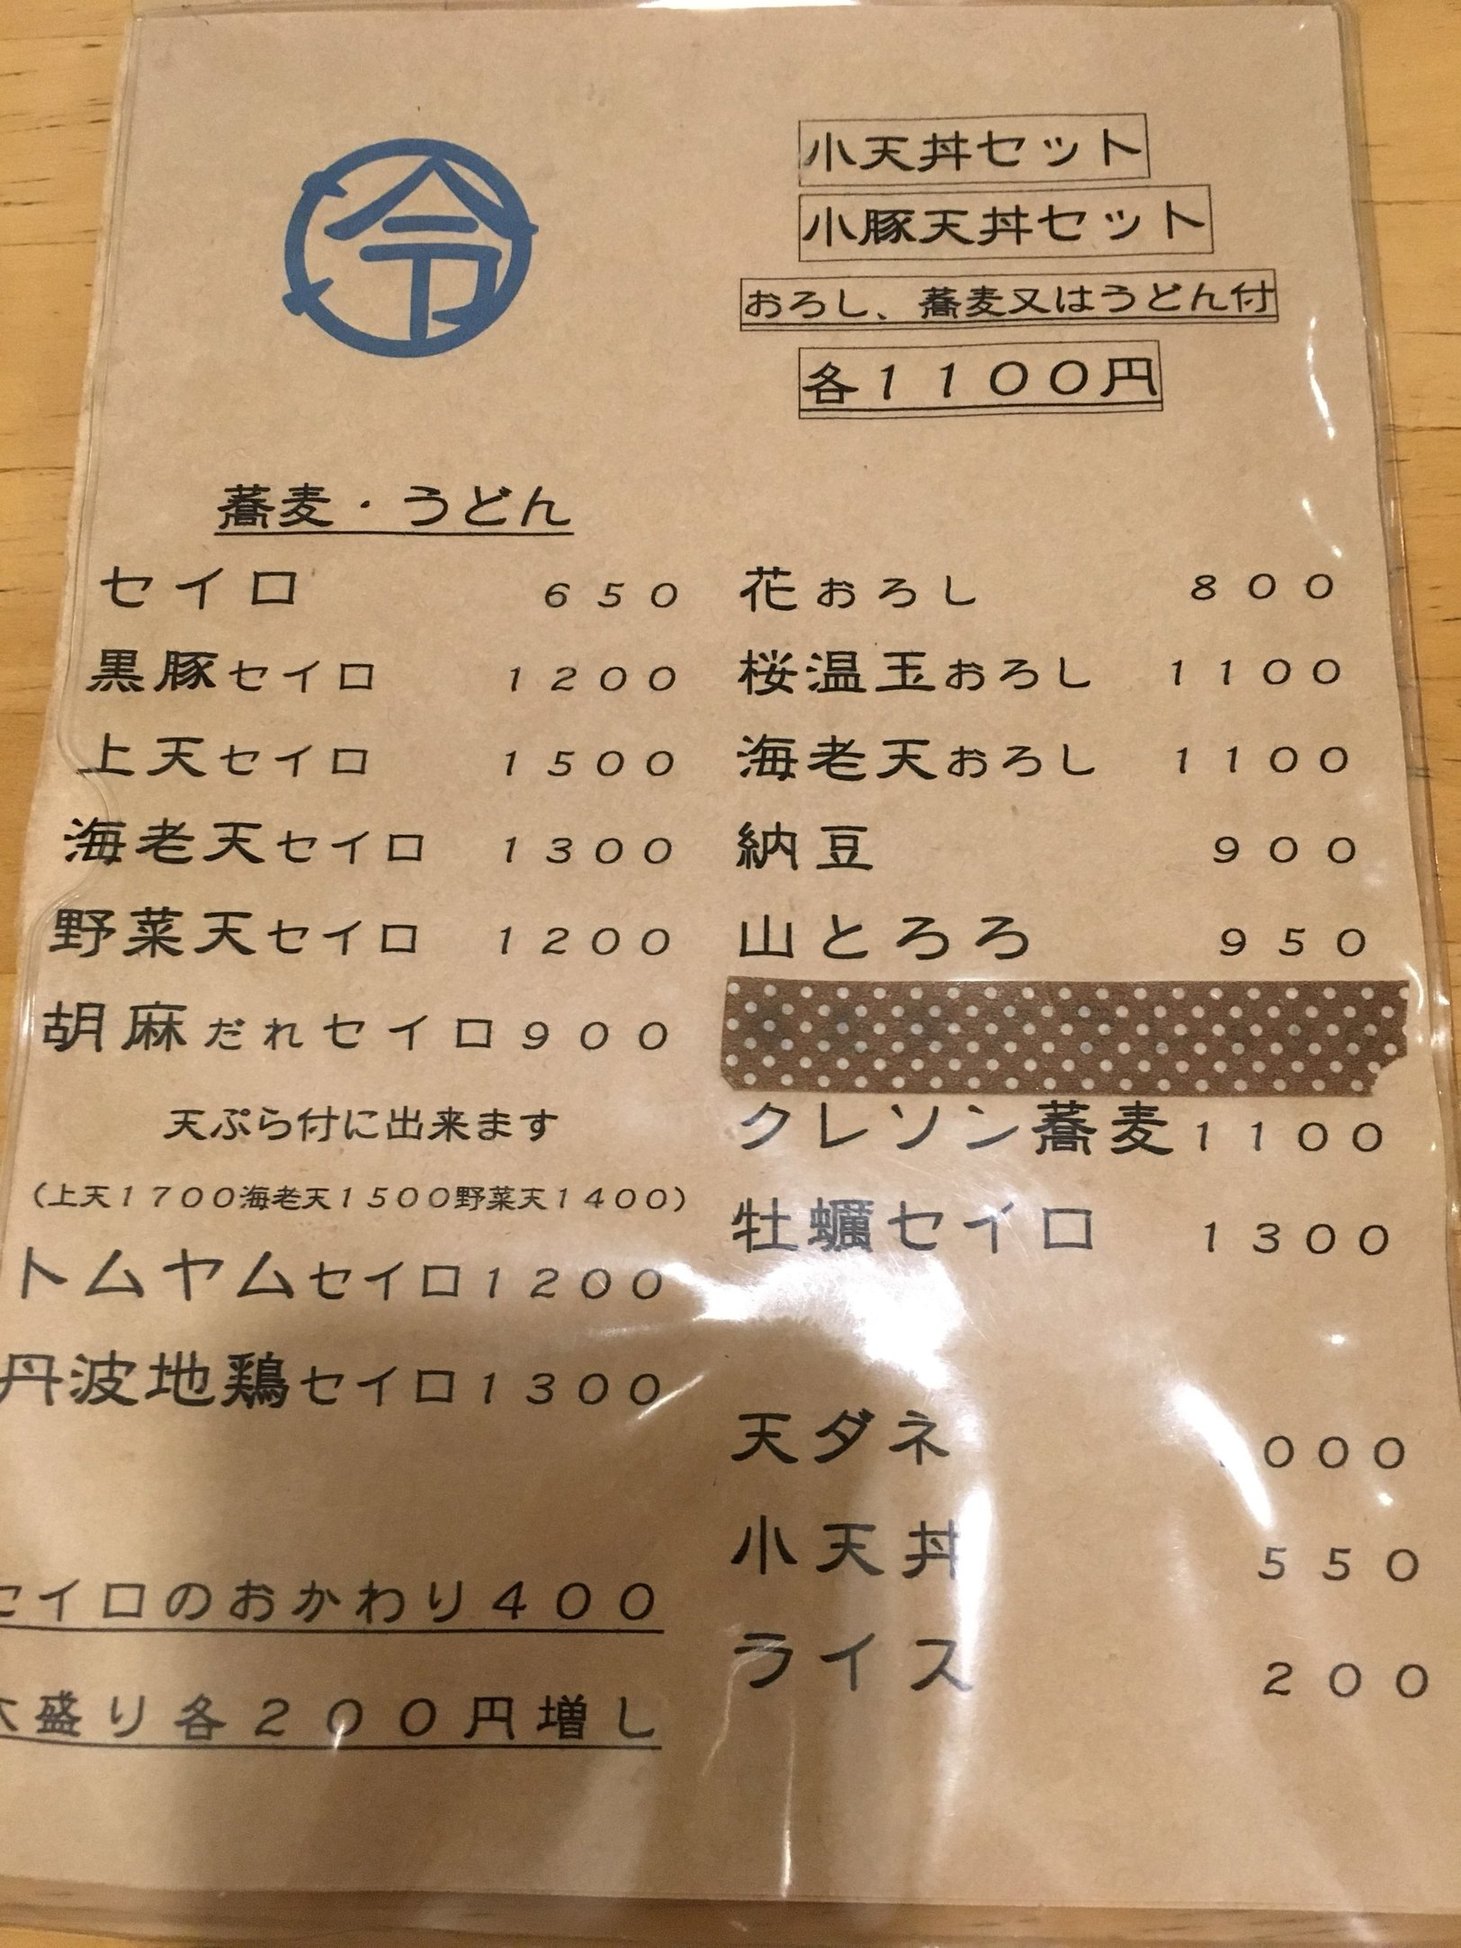 令
小天丼セット
小豚天丼セット
おろし、蕎麦又はうどん付
各１１００円
蕎麦・うどん
セイロ ６５０
黒豚セイロ １２００
上天セイロ １５００
海老天セイロ １３００
野菜天セイロ １２００
胡麻だれセイロ９００
天ぷら付に出来ます
（上天１７００海老天１５００野菜天１４００）
トムヤムセイロ１２００
丹波地鶏セイロ１３００
セイロのおかわり４００
大盛り各２００円増し
花おろし ８００
桜温玉おろし １１００
海老天おろし １１００
納豆 ９００
山とろろ ９５０
クレソン蕎麦１１００
牡蠣セイロ １３００
天ダネ
小天丼 ５５０
ライス ２００